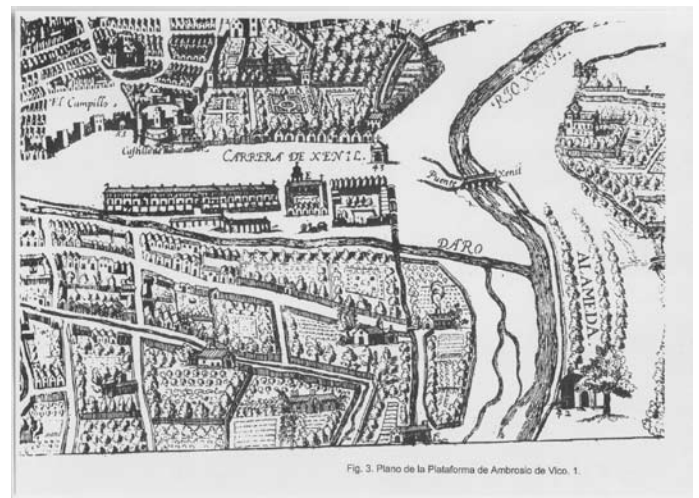 RIO XENIL.
El Campillo
CARRERA DE XENIL.
Puente Xenil
DARO
ALAMEDA.
Fig. 3. Plano de la Plataforma de Ambrosio de Vico. 1.